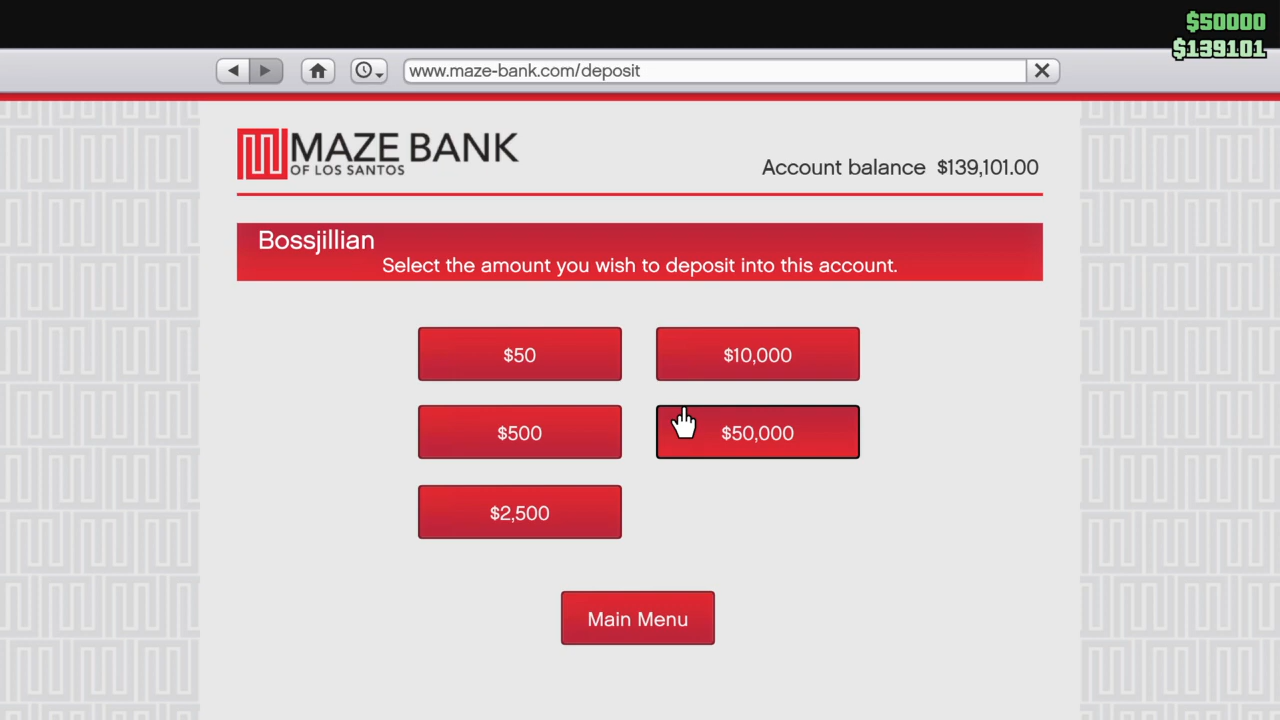 $50000
$139101
www.maze-bank.com/deposit
MAZE BANK
OF LOS SANTOS
Account balance $139,101.00
Bossjillian
Select the amount you wish to deposit into this account.
$50
$10,000
$500
$50,000
$2,500
Main Menu